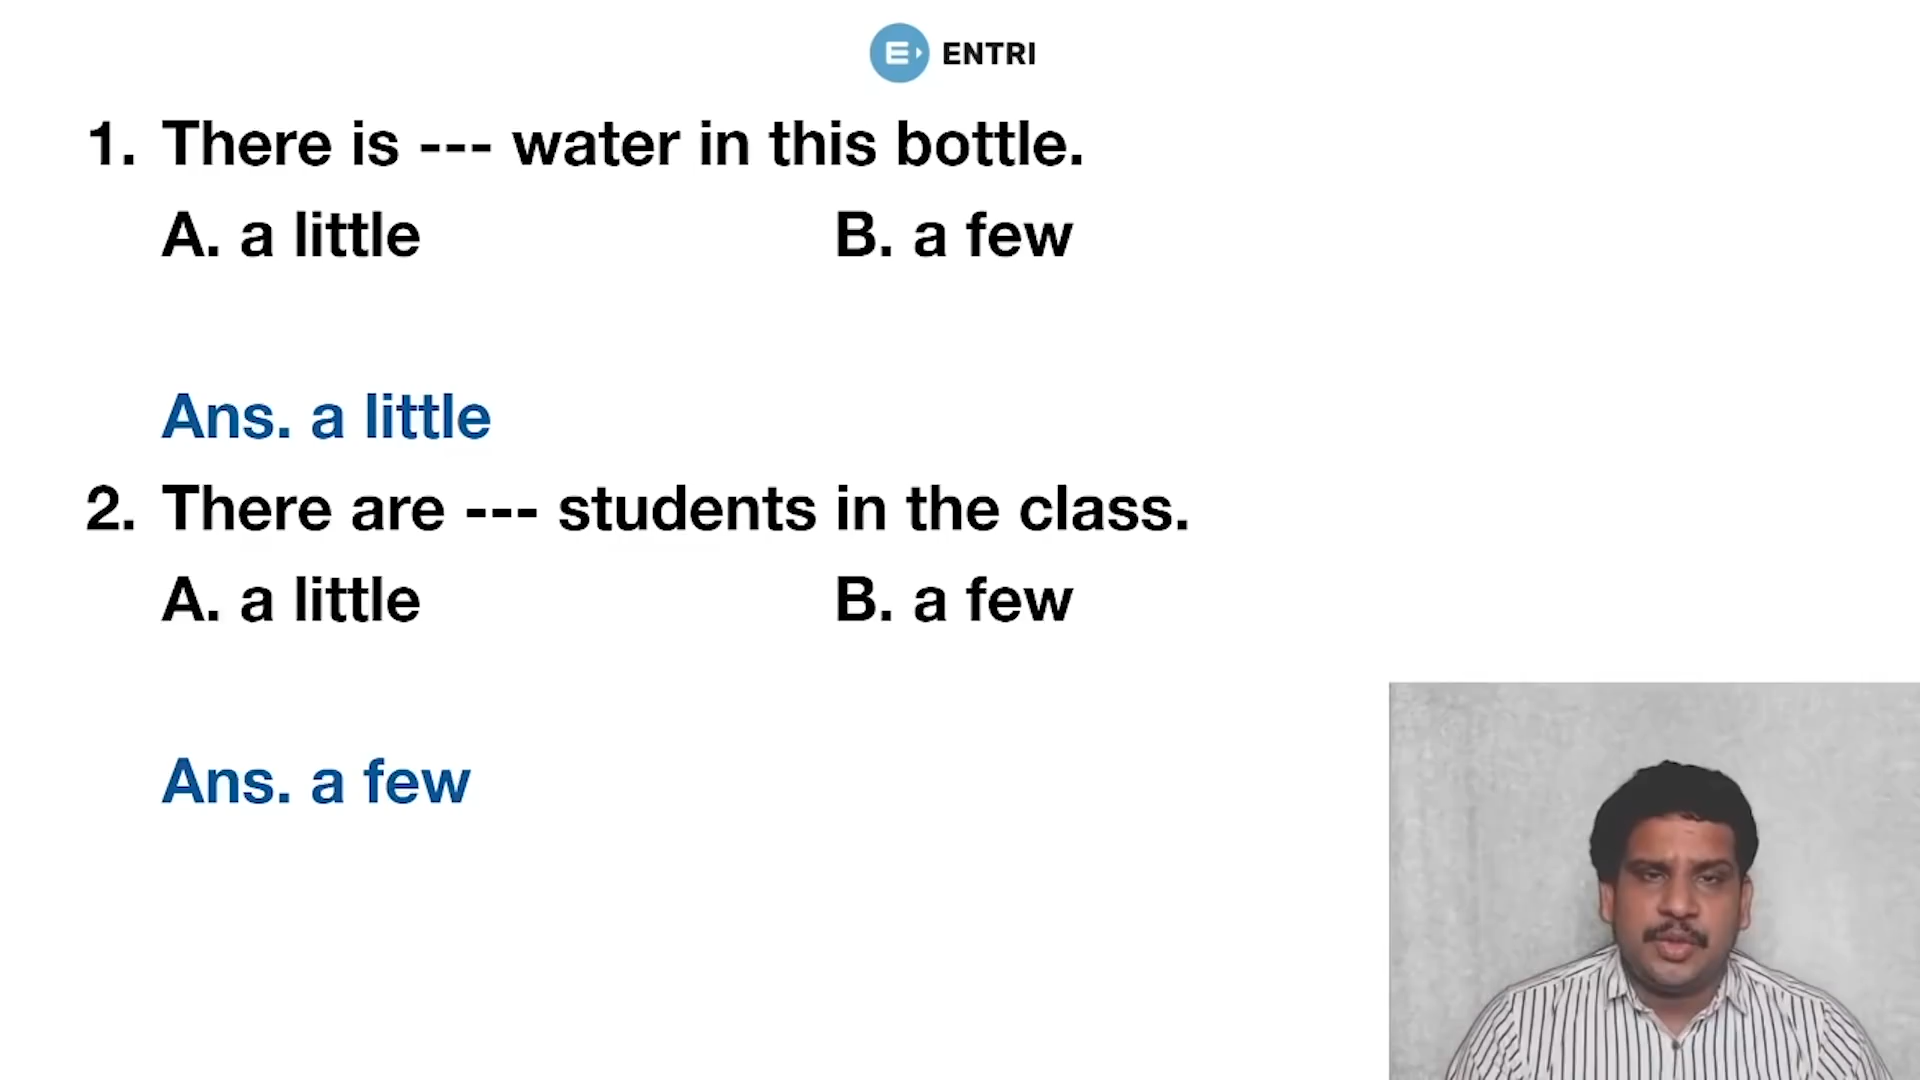 ENTRI
1. There is --- water in this bottle.
A. a little B. a few
Ans. a little
2. There are --- students in the class.
A. a little B. a few
Ans. a few